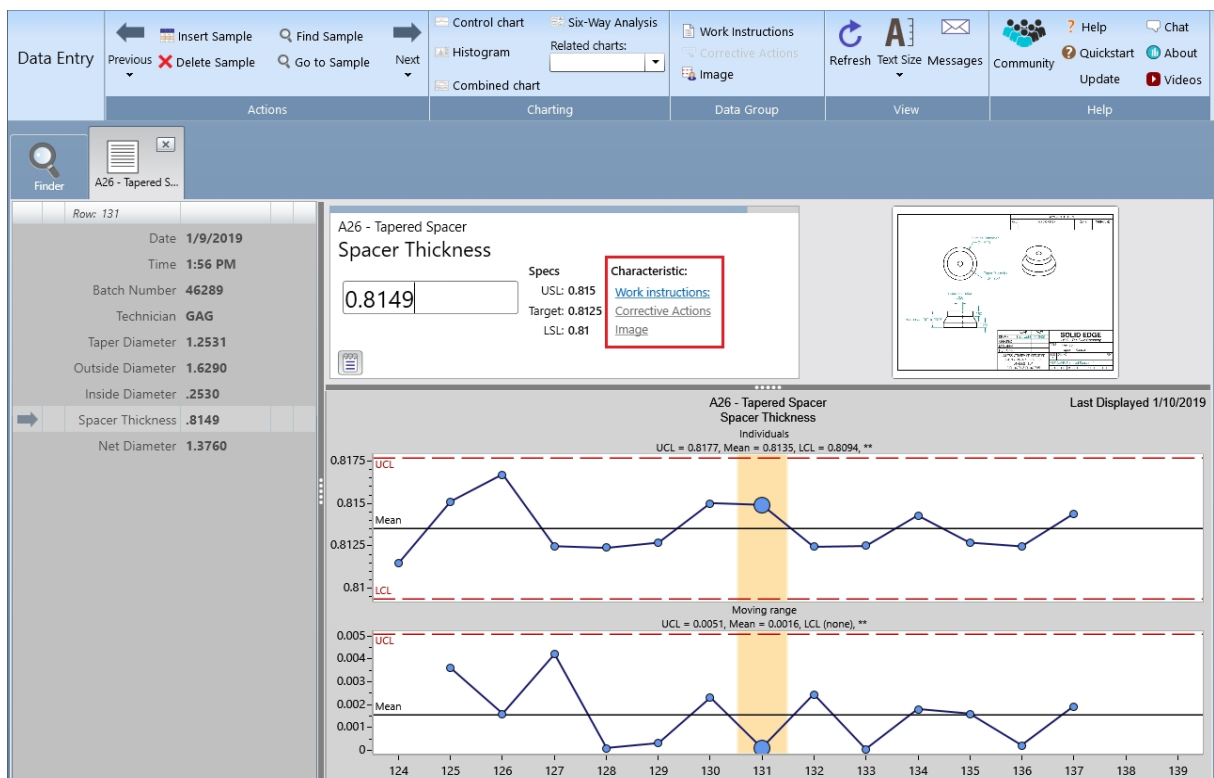 Data Entry
Previous
Insert Sample
Delete Sample
Find Sample
Go to Sample
Next
Actions
Control chart
Histogram
Combined chart
Six-Way Analysis
Related charts:
Charting
Work Instructions
Corrective Actions
Image
Data Group
Refresh
Text Size
Messages
View
Community
? Help
Quickstart
Update
Chat
About
Videos
Help
Finder
A26 - Tapered S...
Row: 131
Date 1/9/2019
Time 1:56 PM
Batch Number 46289
Technician GAG
Taper Diameter 1.2531
Outside Diameter 1.6290
Inside Diameter .2530
Spacer Thickness .8149
Net Diameter 1.3760
A26 - Tapered Spacer
Spacer Thickness
0.8149
Specs
USL: 0.815
Target: 0.8125
LSL: 0.81
Characteristic:
Work instructions:
Corrective Actions
Image
SOLID EDGE
A26 - Tapered Spacer
Last Displayed 1/10/2019
Spacer Thickness
Individuals
UCL = 0.8177, Mean = 0.8135, LCL = 0.8094, **
0.8175
UCL
0.815
Mean
0.8125
0.81
LCL
Moving range
UCL = 0.0051, Mean = 0.0016, LCL (none), **
0.005
UCL
0.004
0.003
0.002
Mean
0.001
0
124 125 126 127 128 129 130 131 132 133 134 135 136 137 138 139